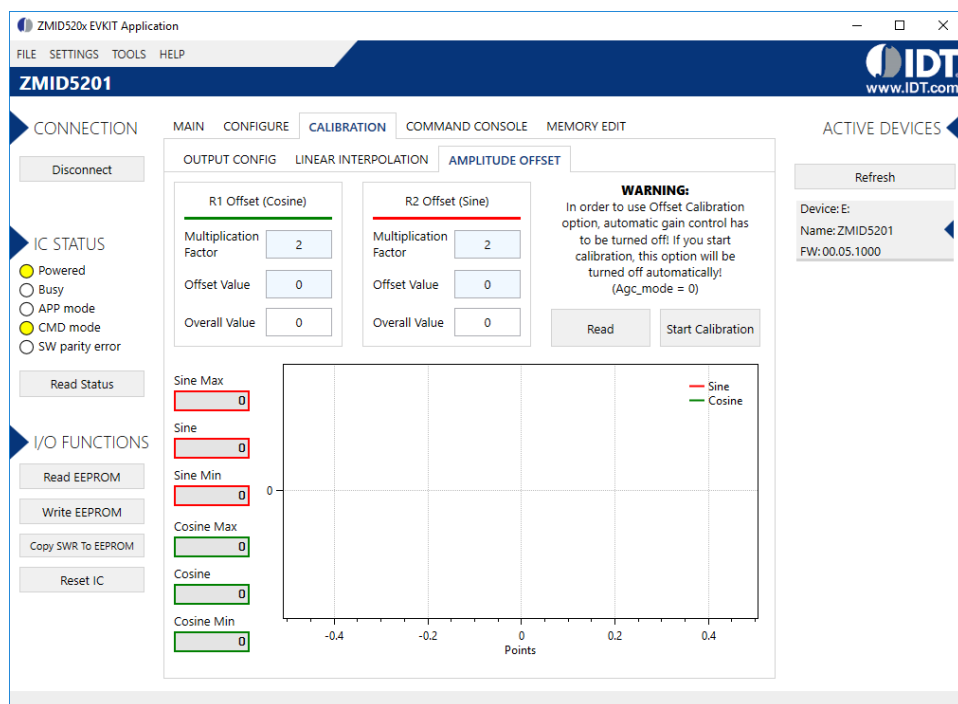 ZMID520x EVKIT Application
FILE SETTINGS TOOLS HELP
IDT.
www.IDT.com
ZMID5201
CONNECTION
Disconnect
IC STATUS
Powered
Busy
APP mode
CMD mode
SW parity error
Read Status
I/O FUNCTIONS
Read EEPROM
Write EEPROM
Copy SWR To EEPROM
Reset IC
MAIN CONFIGURE CALIBRATION COMMAND CONSOLE MEMORY EDIT
OUTPUT CONFIG LINEAR INTERPOLATION AMPLITUDE OFFSET
R1 Offset (Cosine)
Multiplication
Factor
2
Offset Value 0
Overall Value 0
R2 Offset (Sine)
Multiplication
Factor
2
Offset Value 0
Overall Value 0
WARNING:
In order to use Offset Calibration
option, automatic gain control has
to be turned off! If you start
calibration, this option will be
turned off automatically!
(Agc_mode = 0)
Read
Start Calibration
Sine Max
0
Sine
0
Sine Min
0
Cosine Max
0
Cosine
0
Cosine Min
0
Sine
Cosine
0
-0.4 -0.2 0 0.2 0.4
Points
ACTIVE DEVICES
Refresh
Device: E:
Name: ZMID5201
FW: 00.05.1000